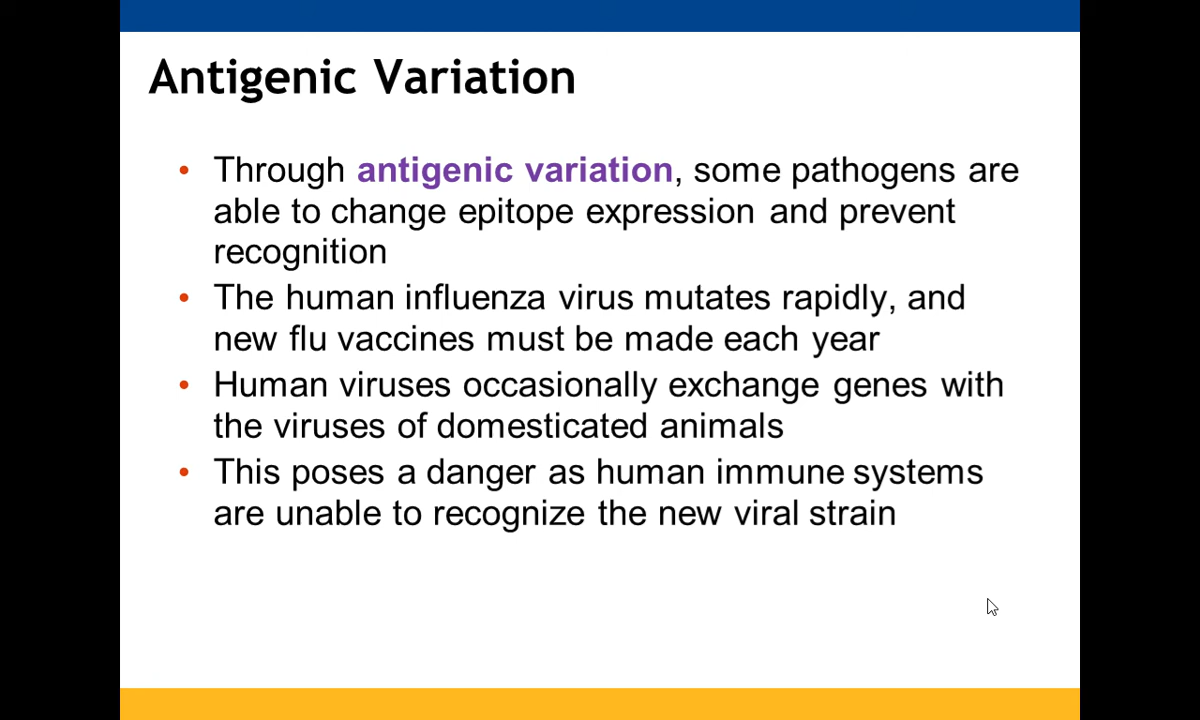 Antigenic Variation
• Through antigenic variation, some pathogens are
able to change epitope expression and prevent
recognition
• The human influenza virus mutates rapidly, and
new flu vaccines must be made each year
• Human viruses occasionally exchange genes with
the viruses of domesticated animals
• This poses a danger as human immune systems
are unable to recognize the new viral strain